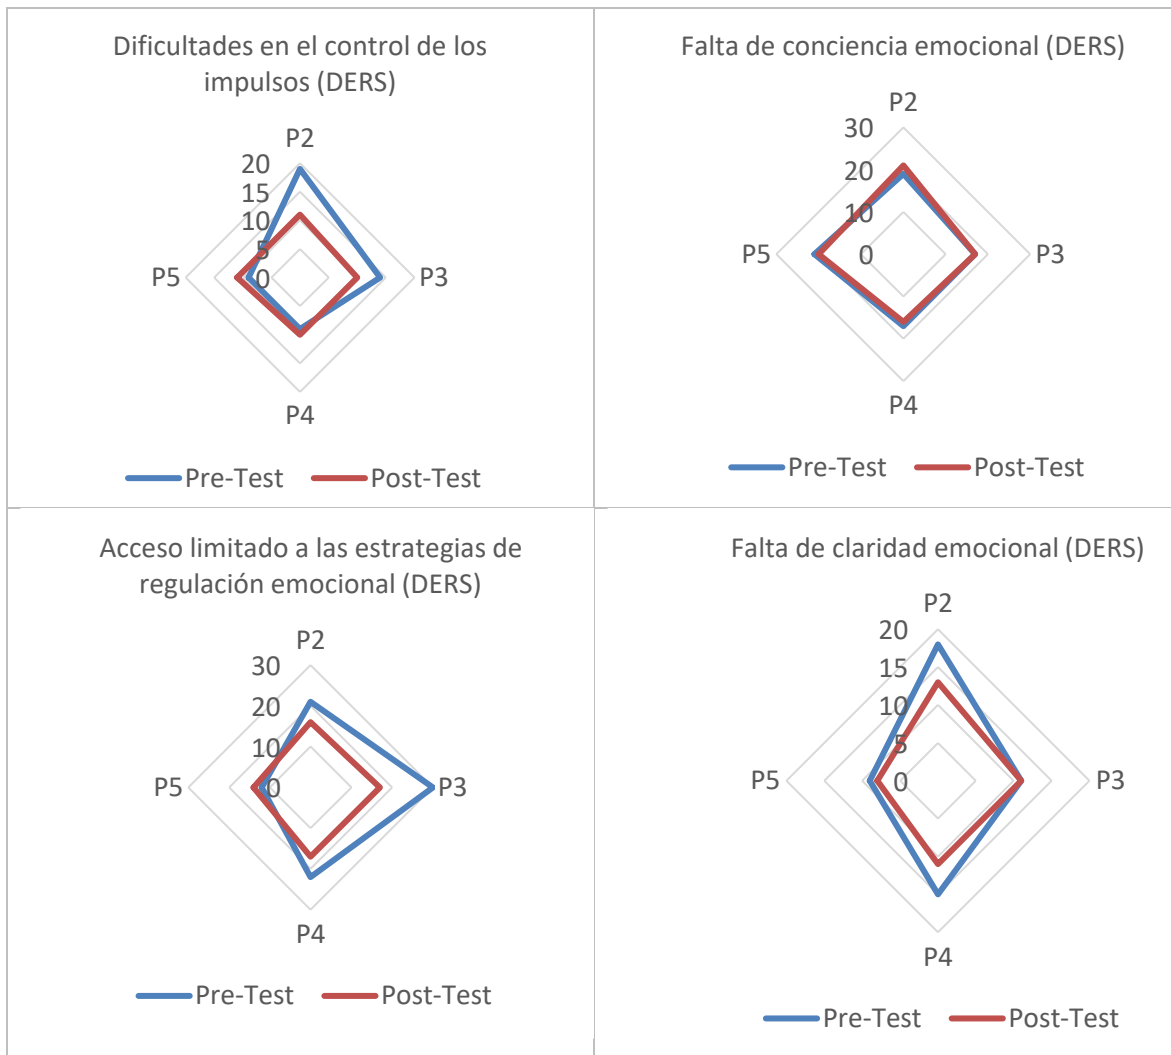 Dificultades en el control de los
impulsos (DERS)
P2
20
15
10
5
0
P5
P3
P4
Pre-Test
Post-Test
Falta de conciencia emocional (DERS)
P2
30
20
10
0
P5
P3
P4
Pre-Test
Post-Test
Acceso limitado a las estrategias de
regulación emocional (DERS)
P2
30
20
10
0
P5
P3
P4
Pre-Test
Post-Test
Falta de claridad emocional (DERS)
P2
20
15
10
5
0
P5
P3
P4
Pre-Test
Post-Test